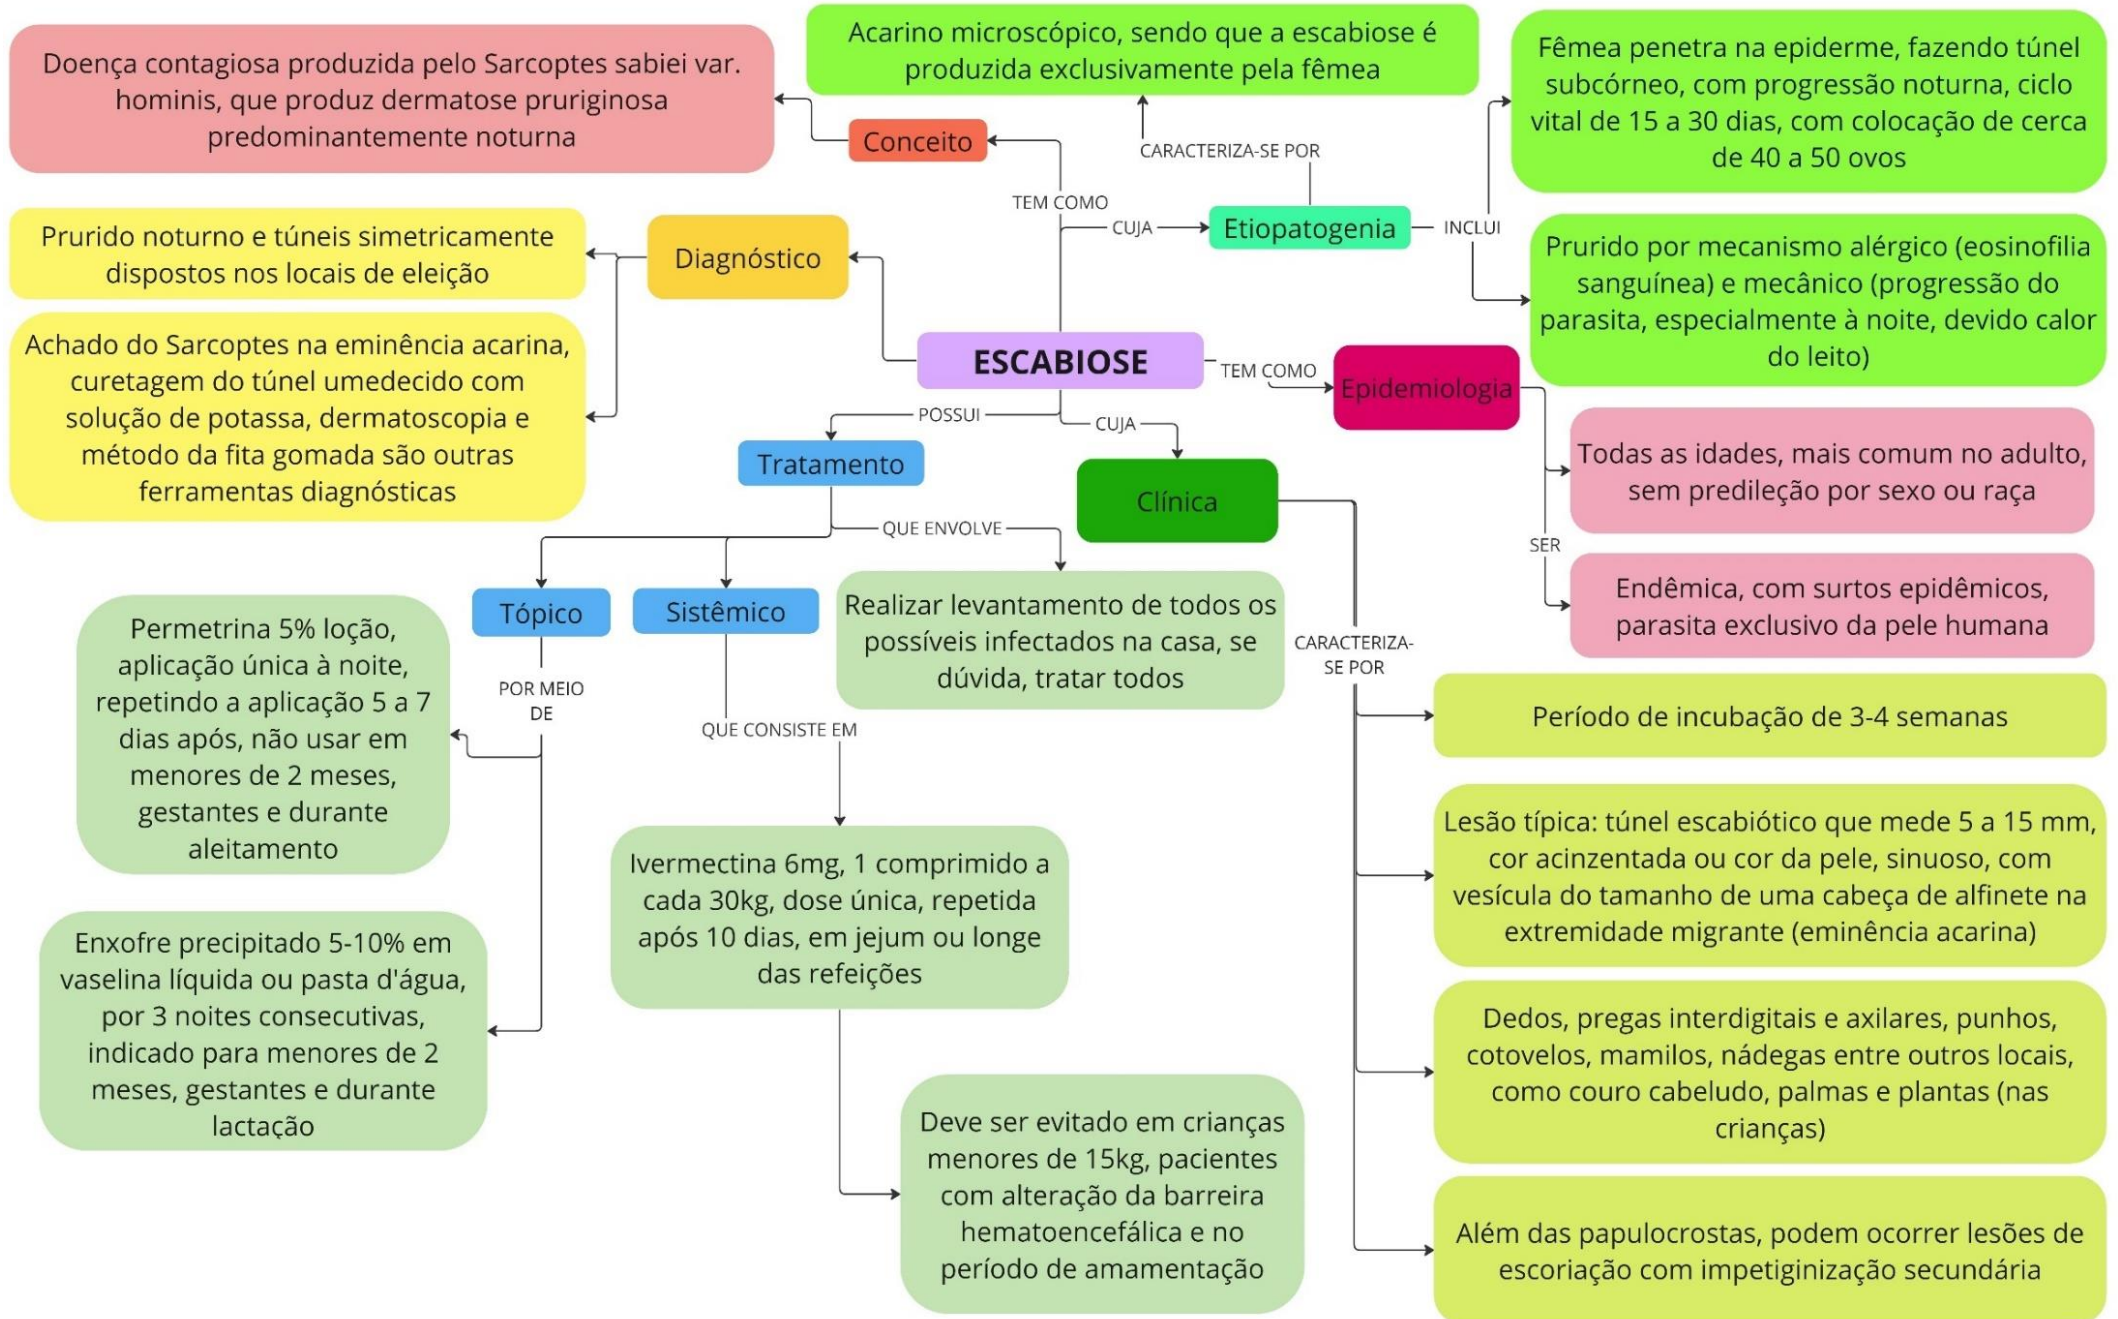 Doença contagiosa produzida pelo Sarcoptes sabiei var.
hominis, que produz dermatose pruriginosa
predominantemente noturna
Conceito
Acarino microscópico, sendo que a escabiose é
produzida exclusivamente pela fêmea
CARACTERIZA-SE POR
Fêmea penetra na epiderme, fazendo túnel
subcórneo, com progressão noturna, ciclo
vital de 15 a 30 dias, com colocação de cerca
de 40 a 50 ovos
TEM COMO
CUJA
Etiopatogenia
INCLUI
Prurido por mecanismo alérgico (eosinofilia
sanguínea) e mecânico (progressão do
parasita, especialmente à noite, devido calor
do leito)
Prurido noturno e túneis simetricamente
dispostos nos locais de eleição
Diagnóstico
Achado do Sarcoptes na eminência acarina,
curetagem do túnel umedecido com
solução de potassa, dermatoscopia e
método da fita gomada são outras
ferramentas diagnósticas
ESCABIOSE
TEM COMO
Epidemiologia
Todas as idades, mais comum no adulto,
sem predileção por sexo ou raça
SER
Endêmica, com surtos epidêmicos,
parasita exclusivo da pele humana
POSSUI
CUJA
Tratamento
Clínica
QUE ENVOLVE
Tópico
Sistêmico
Realizar levantamento de todos os
possíveis infectados na casa, se
dúvida, tratar todos
Permetrina 5% loção,
aplicação única à noite,
repetindo a aplicação 5 a 7
dias após, não usar em
menores de 2 meses,
gestantes e durante
aleitamento
POR MEIO
DE
QUE CONSISTE EM
Enxofre precipitado 5-10% em
vaselina líquida ou pasta d'água,
por 3 noites consecutivas,
indicado para menores de 2
meses, gestantes e durante
lactação
Ivermectina 6mg, 1 comprimido a
cada 30kg, dose única, repetida
após 10 dias, em jejum ou longe
das refeições
Deve ser evitado em crianças
menores de 15kg, pacientes
com alteração da barreira
hematoencefálica e no
período de amamentação
CARACTERIZA-
SE POR
Período de incubação de 3-4 semanas
Lesão típica: túnel escabiótico que mede 5 a 15 mm,
cor acinzentada ou cor da pele, sinuoso, com
vesícula do tamanho de uma cabeça de alfinete na
extremidade migrante (eminência acarina)
Dedos, pregas interdigitais e axilares, punhos,
cotovelos, mamilos, nádegas entre outros locais,
como couro cabeludo, palmas e plantas (nas
crianças)
Além das papulocrostas, podem ocorrer lesões de
escoriação com impetiginização secundária